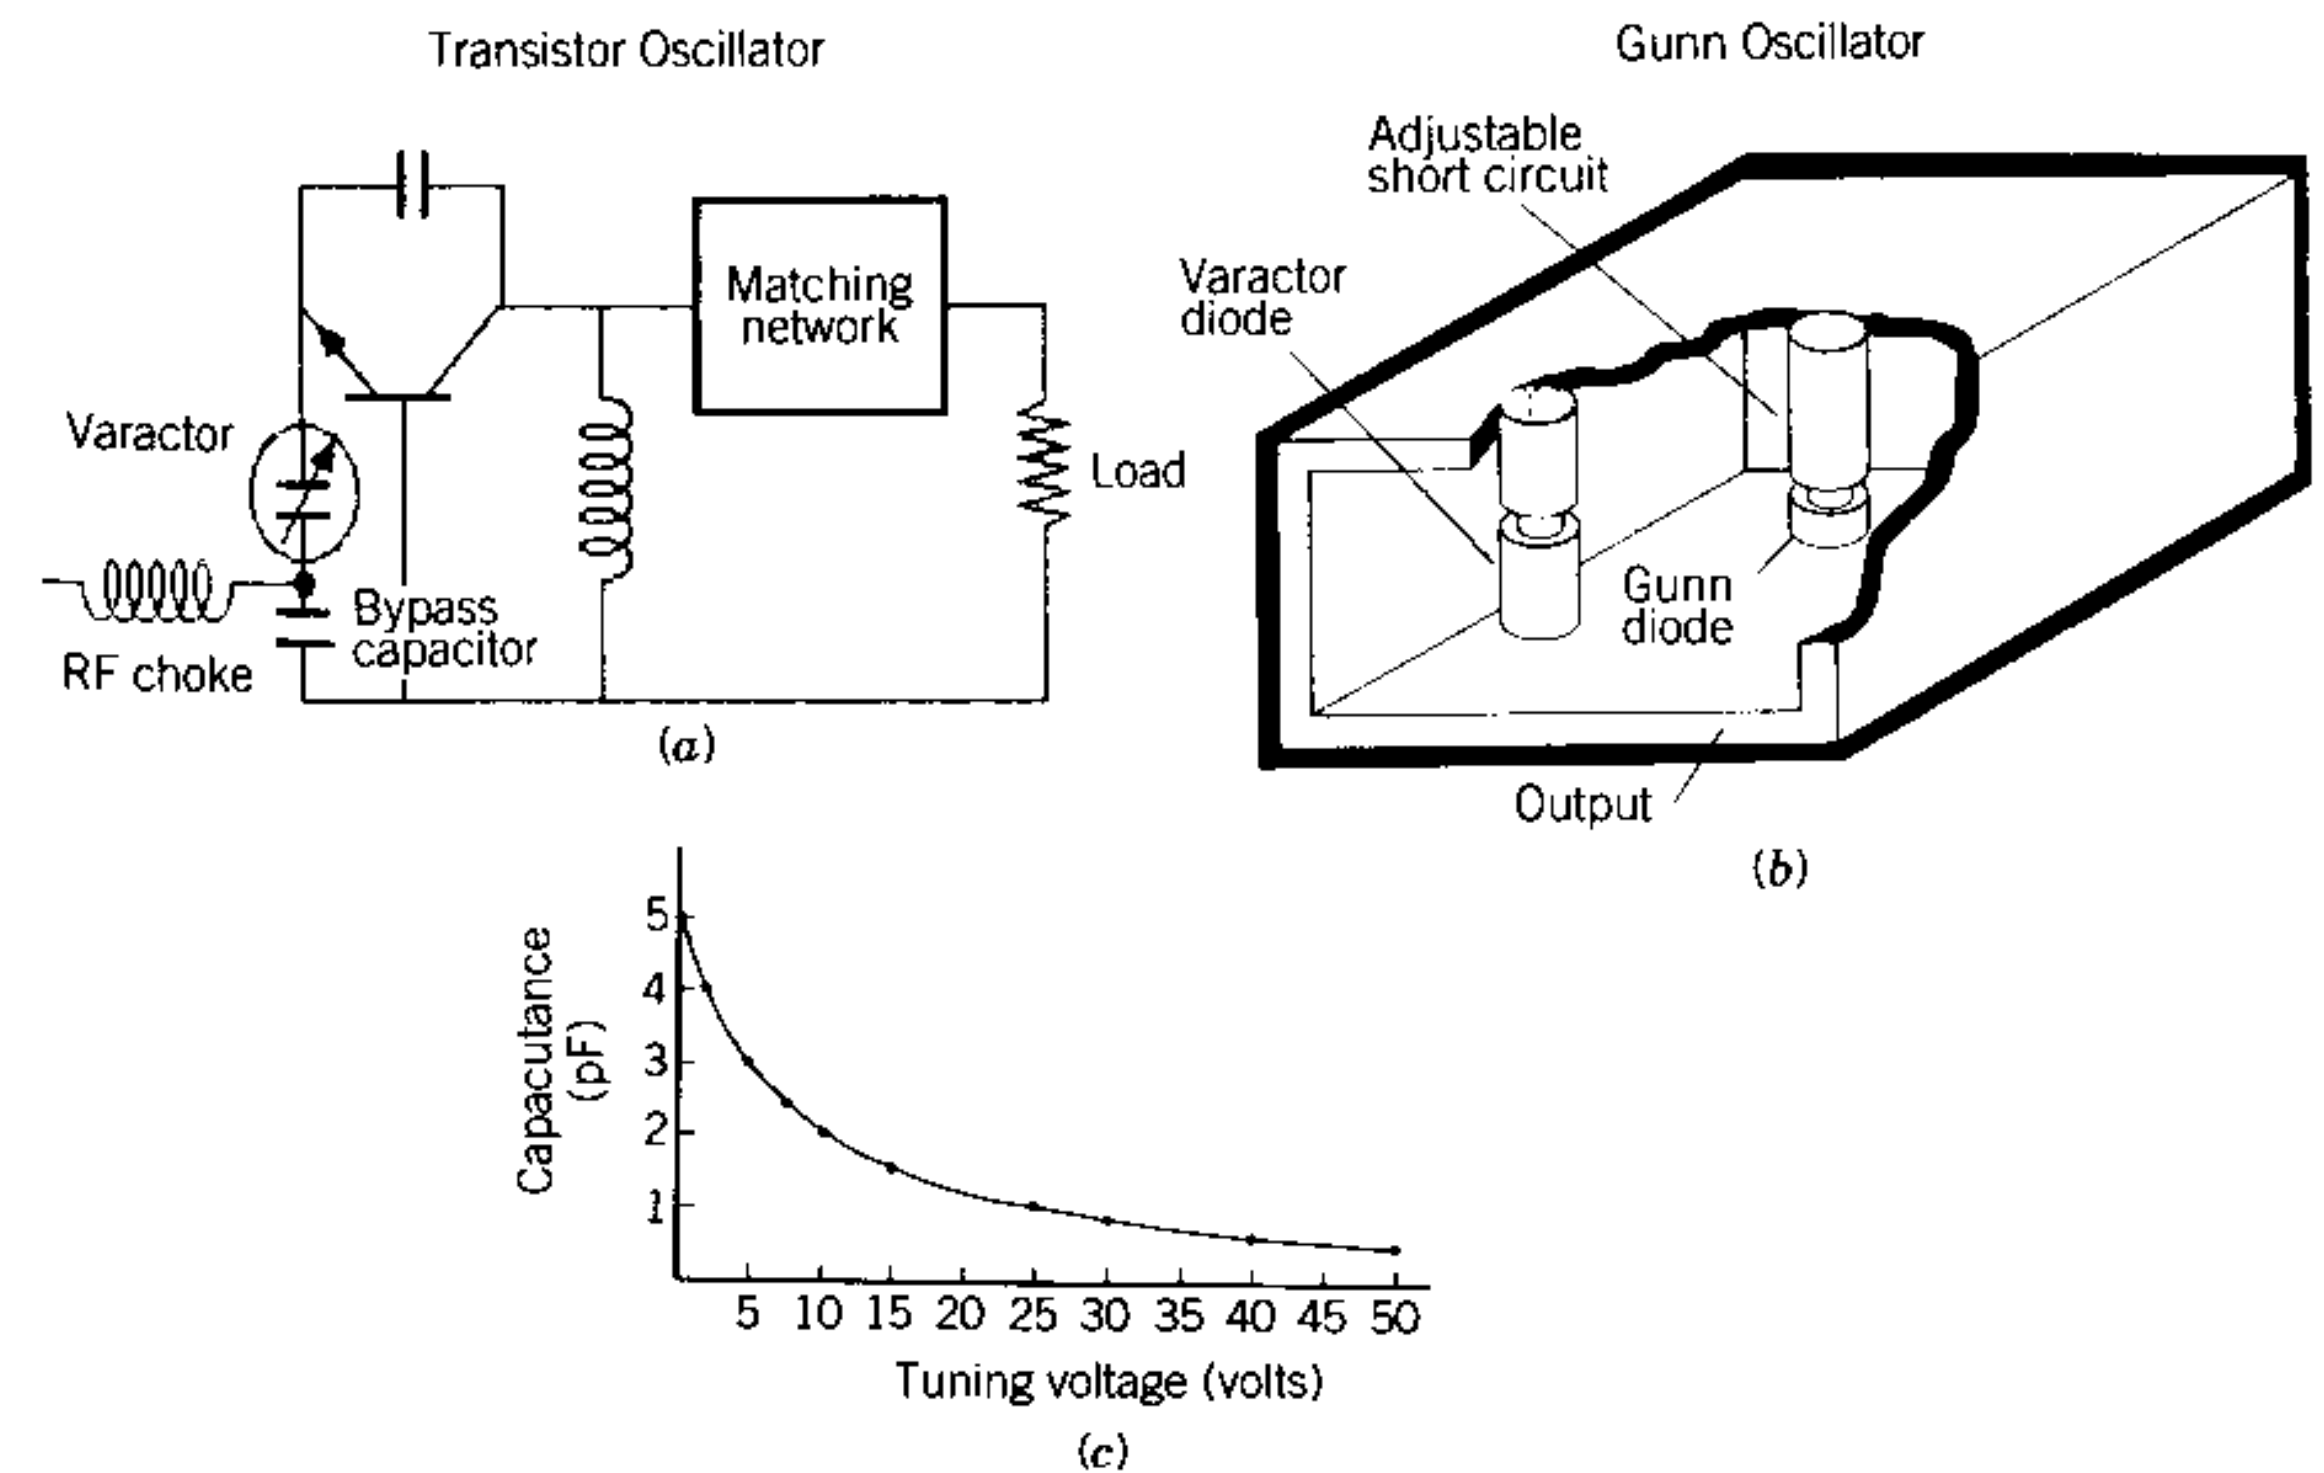 Transistor Oscillator
Gunn Oscillator
Adjustable
short circuit
Varactor
diode
Matching
network
Varactor
Load
Bypass
capacitor
RF choke
Gunn
diode
Output
(a)
(b)
Capacutance
(pF)
5
4
3
2
1
5 10 15 20 25 30 35 40 45 50
Tuning voltage (volts)
(c)